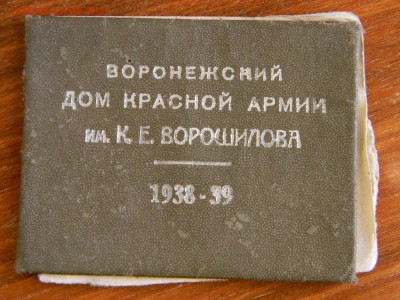 ВОРОНЕЖСКИЙ
ДОМ КРАСНОЙ АРМИИ
им. К. Е. ВОРОШИЛОВА
1938-39